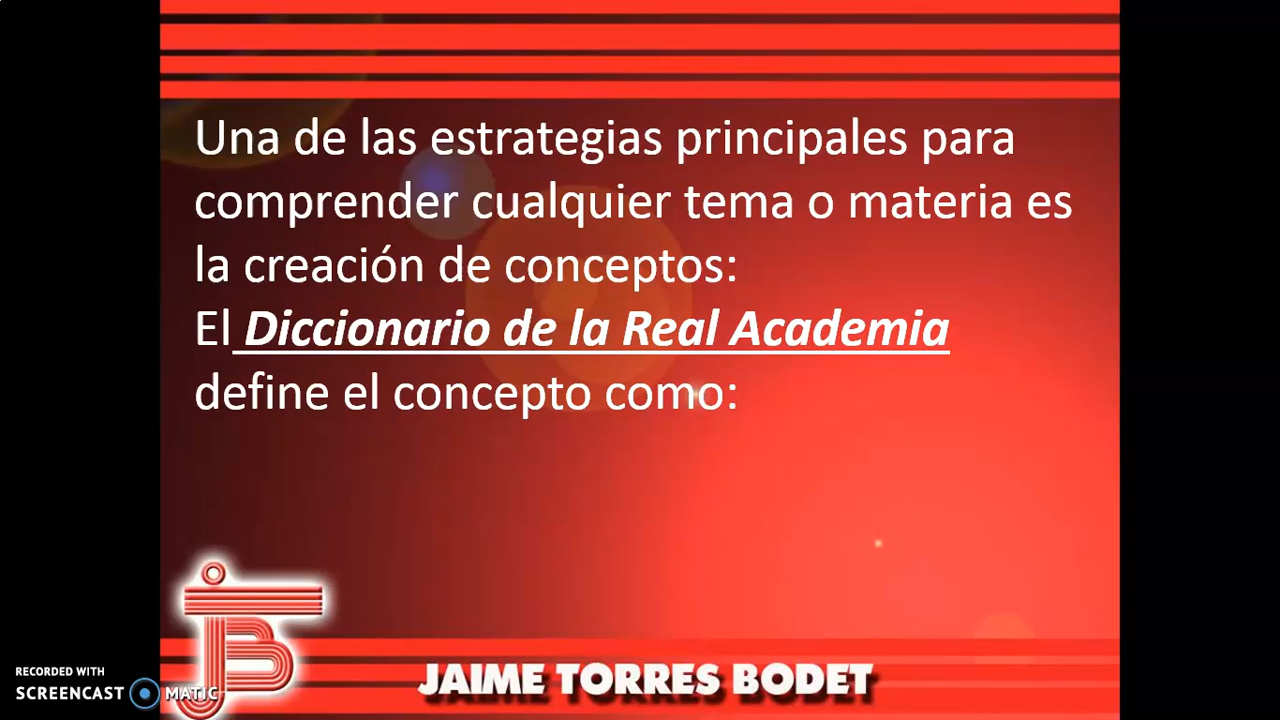 Una de las estrategias principales para
comprender cualquier tema o materia es
la creación de conceptos:
El Diccionario de la Real Academia
define el concepto como:
JTB
JAIME TORRES BODET
RECORDED WITH
SCREENCAST MATIC